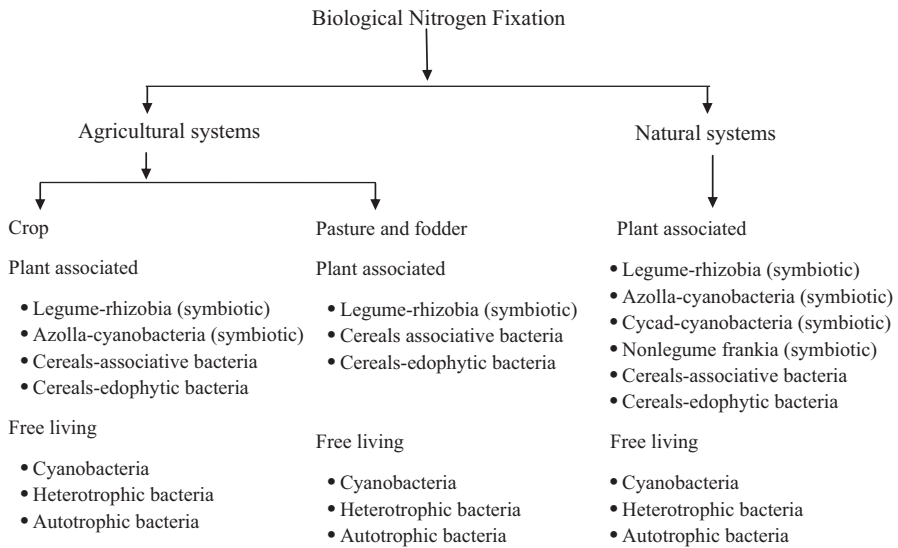 Biological Nitrogen Fixation
Agricultural systems
Natural systems
Crop
Plant associated
• Legume-rhizobia (symbiotic)
• Azolla-cyanobacteria (symbiotic)
• Cereals-associative bacteria
• Cereals-edophytic bacteria
Free living
• Cyanobacteria
• Heterotrophic bacteria
• Autotrophic bacteria
Pasture and fodder
Plant associated
• Legume-rhizobia (symbiotic)
• Cereals associative bacteria
• Cereals-edophytic bacteria
Free living
• Cyanobacteria
• Heterotrophic bacteria
• Autotrophic bacteria
Plant associated
• Legume-rhizobia (symbiotic)
• Azolla-cyanobacteria (symbiotic)
• Cycad-cyanobacteria (symbiotic)
• Nonlegume frankia (symbiotic)
• Cereals-associative bacteria
• Cereals-edophytic bacteria
Free living
• Cyanobacteria
• Heterotrophic bacteria
• Autotrophic bacteria